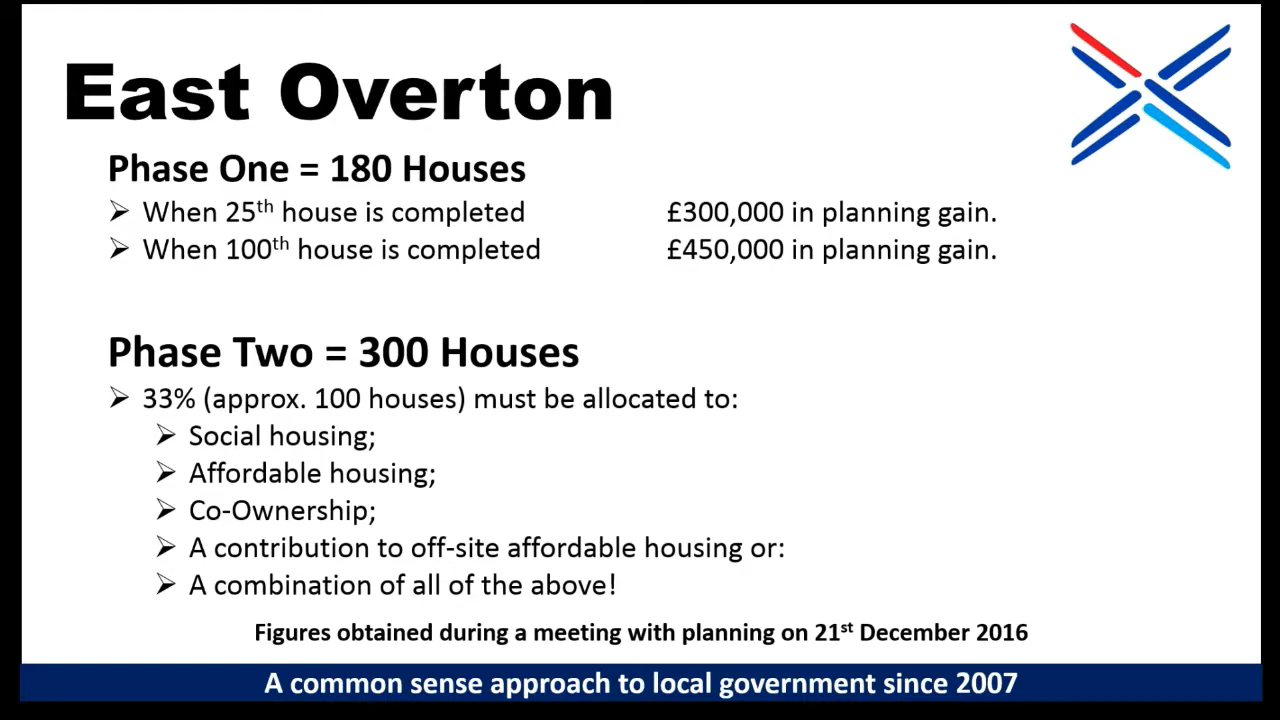 East Overton
Phase One = 180 Houses
➢ When 25th house is completed £300,000 in planning gain.
➢ When 100th house is completed £450,000 in planning gain.
Phase Two = 300 Houses
➢ 33% (approx. 100 houses) must be allocated to:
➢ Social housing;
➢ Affordable housing;
➢ Co-Ownership;
➢ A contribution to off-site affordable housing or:
➢ A combination of all of the above!
Figures obtained during a meeting with planning on 21st December 2016
A common sense approach to local government since 2007